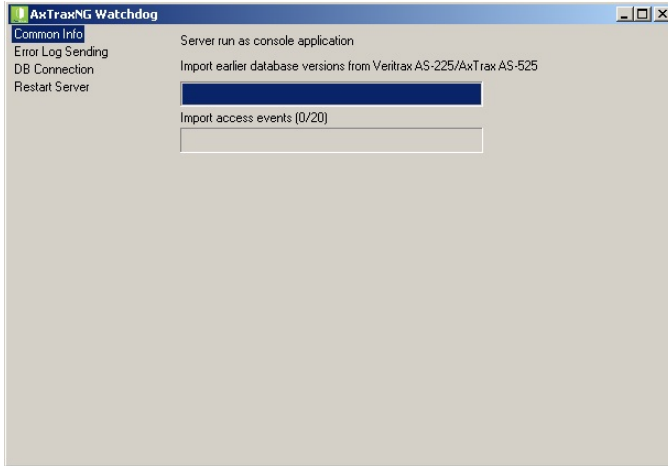 AxTraxNG Watchdog
Common Info
Error Log Sending
DB Connection
Restart Server
Server run as console application
Import earlier database versions from Veritrax AS-225/AxTrax AS-525
Import access events (0/20)